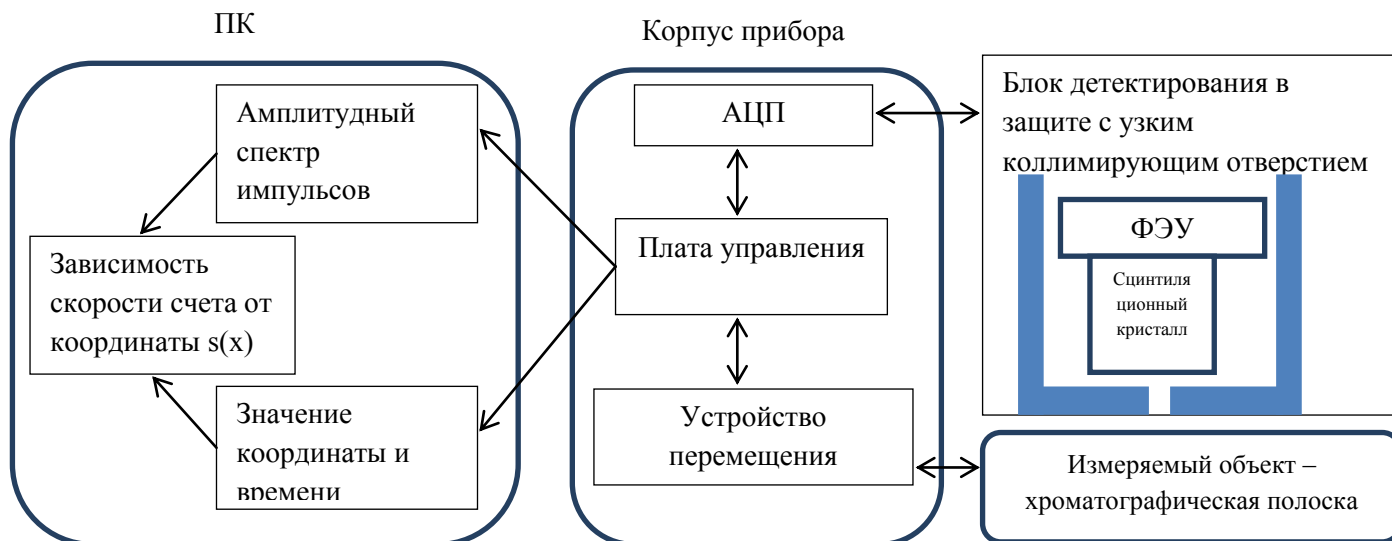 ПК
Амплитудный
спектр
импульсов
Зависимость
скорости счета от
координаты s(x)
Значение
координаты и
времени
Корпус прибора
АЦП
Плата управления
Устройство
перемещения
Блок детектирования в
защите с узким
коллимирующим отверстием
ФЭУ
Сцинтиля
ционный
кристалл
Измеряемый объект –
хроматографическая полоска